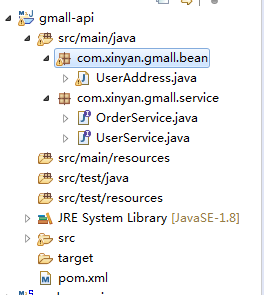 gmall-api
src/main/java
com.xinyan.gmall.bean
UserAddress.java
com.xinyan.gmall.service
OrderService.java
UserService.java
src/main/resources
src/test/java
src/test/resources
JRE System Library [JavaSE-1.8]
src
target
pom.xml